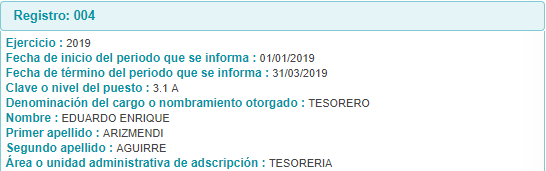 Registro: 004
Ejercicio : 2019
Fecha de inicio del periodo que se informa : 01/01/2019
Fecha de término del periodo que se informa : 31/03/2019
Clave o nivel del puesto : 3.1 A
Denominación del cargo o nombramiento otorgado : TESORERO
Nombre : EDUARDO ENRIQUE
Primer apellido : ARIZMENDI
Segundo apellido : AGUIRRE
Área o unidad administrativa de adscripción : TESORERIA